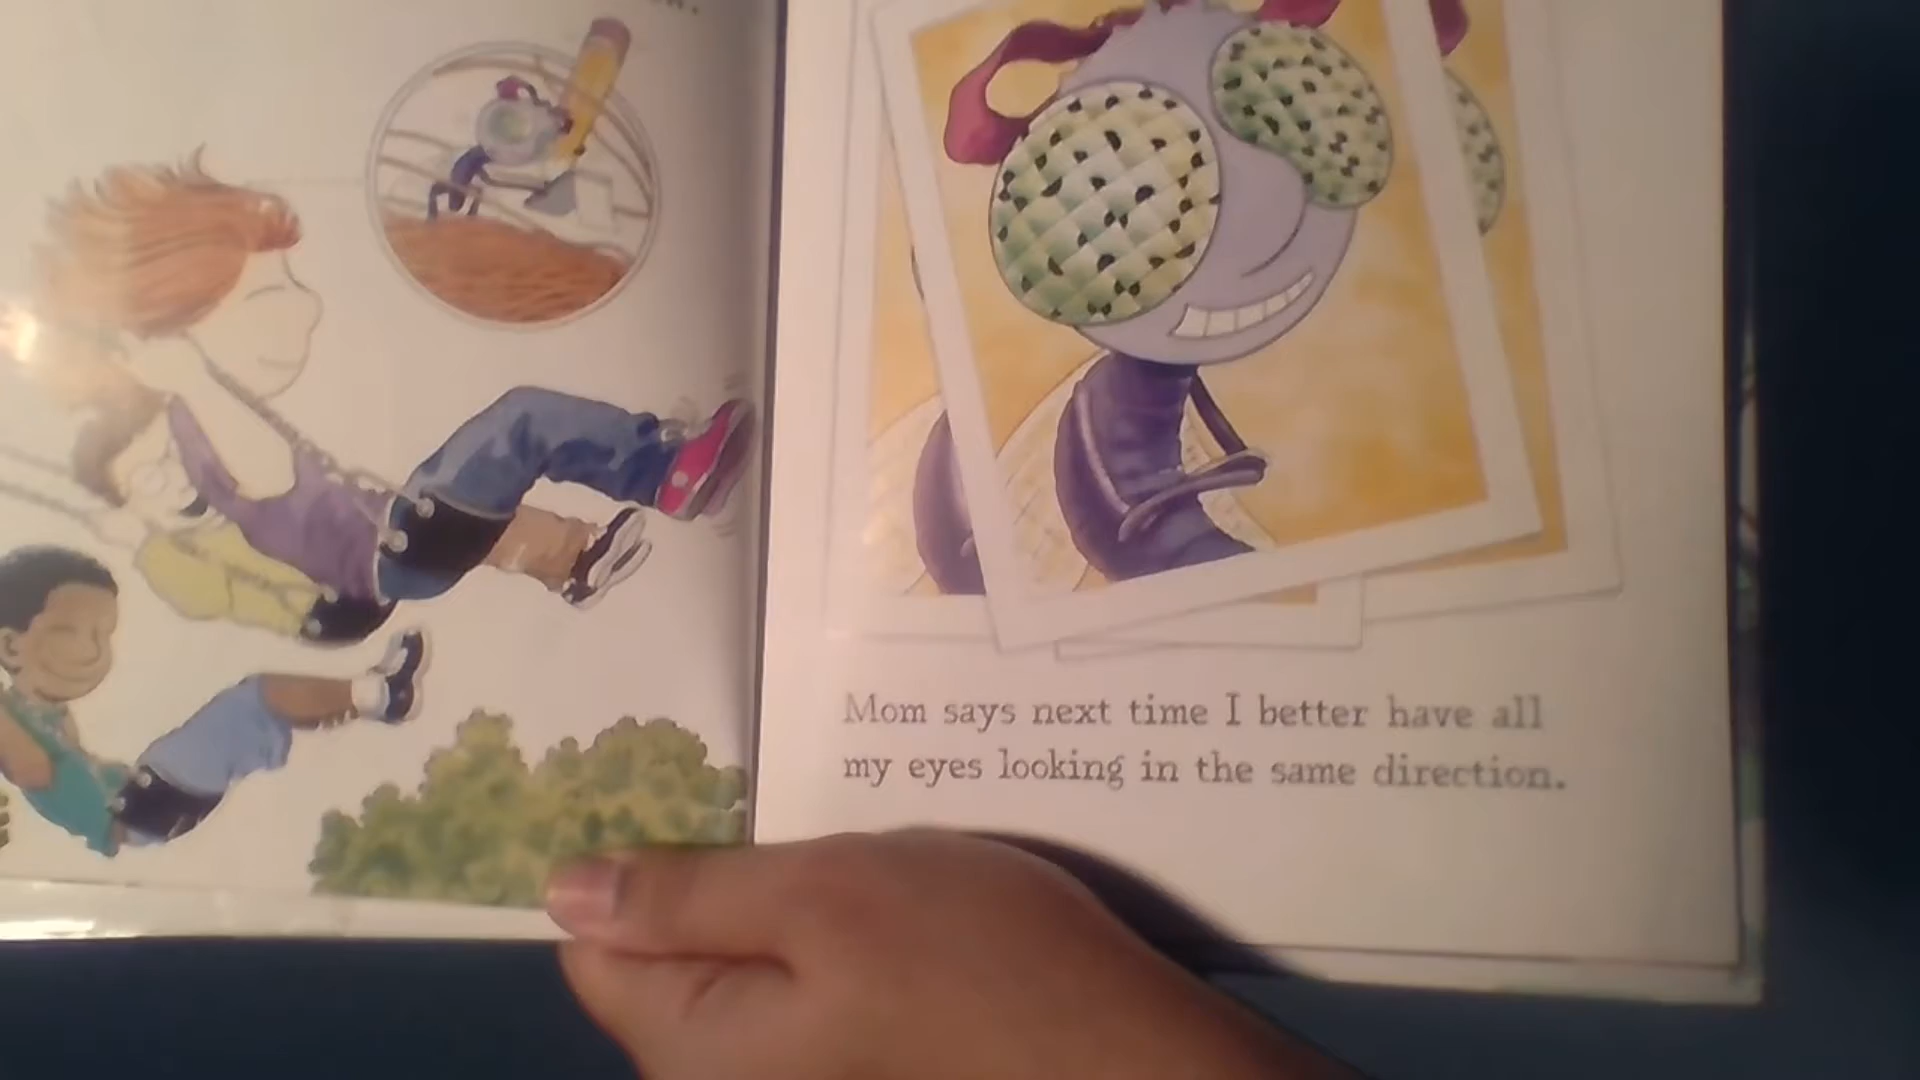 Mom says next time I better have all
my eyes looking in the same direction.